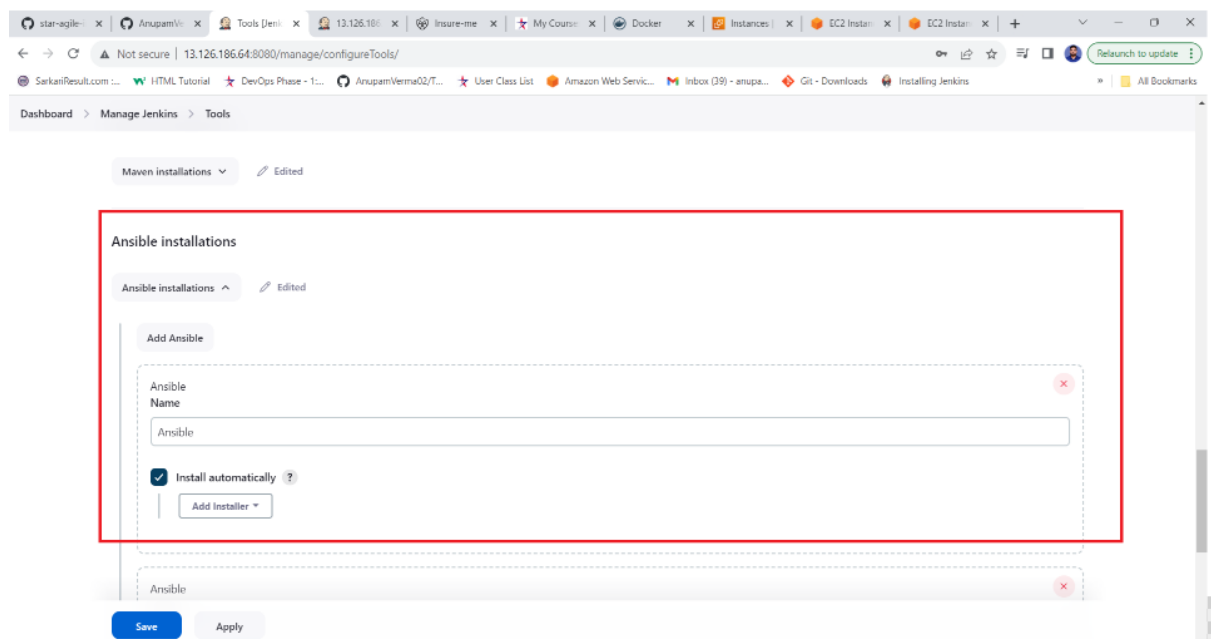 star-agile-i
AnupamVe
Tools [Jenk
13.126.186
Insure-me
My Course
Docker
Instances |
EC2 Instan
EC2 Instan
Not secure | 13.126.186.64:8080/manage/configureTools/
Relaunch to update
SarkariResult.com :...
HTML Tutorial
DevOps Phase - 1:...
AnupamVerma02/T...
User Class List
Amazon Web Servic...
Inbox (39) - anupa...
Git - Downloads
Installing Jenkins
»
All Bookmarks
Dashboard > Manage Jenkins > Tools
Maven installations
Edited
Ansible installations
Ansible installations
Edited
Add Ansible
Ansible
Name
Ansible
Install automatically ?
Add Installer
Ansible
Save
Apply